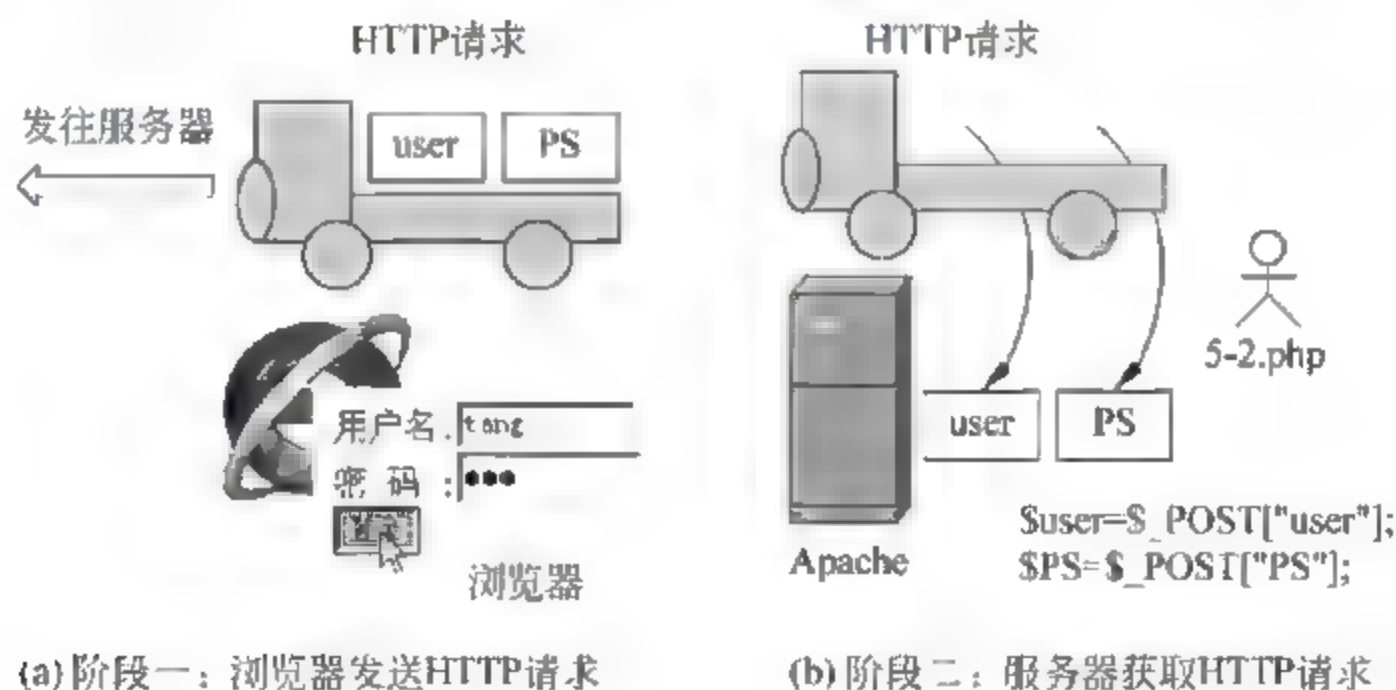 HTTP请求
发往服务器
user
PS
用户名:
tang
密 码 :
浏览器
(a) 阶段一：浏览器发送HTTP请求
HTTP请求
5-2.php
user
PS
Apache
$user=$_POST["user"];
$PS=$_POST["PS"];
(b) 阶段二：服务器获取HTTP请求